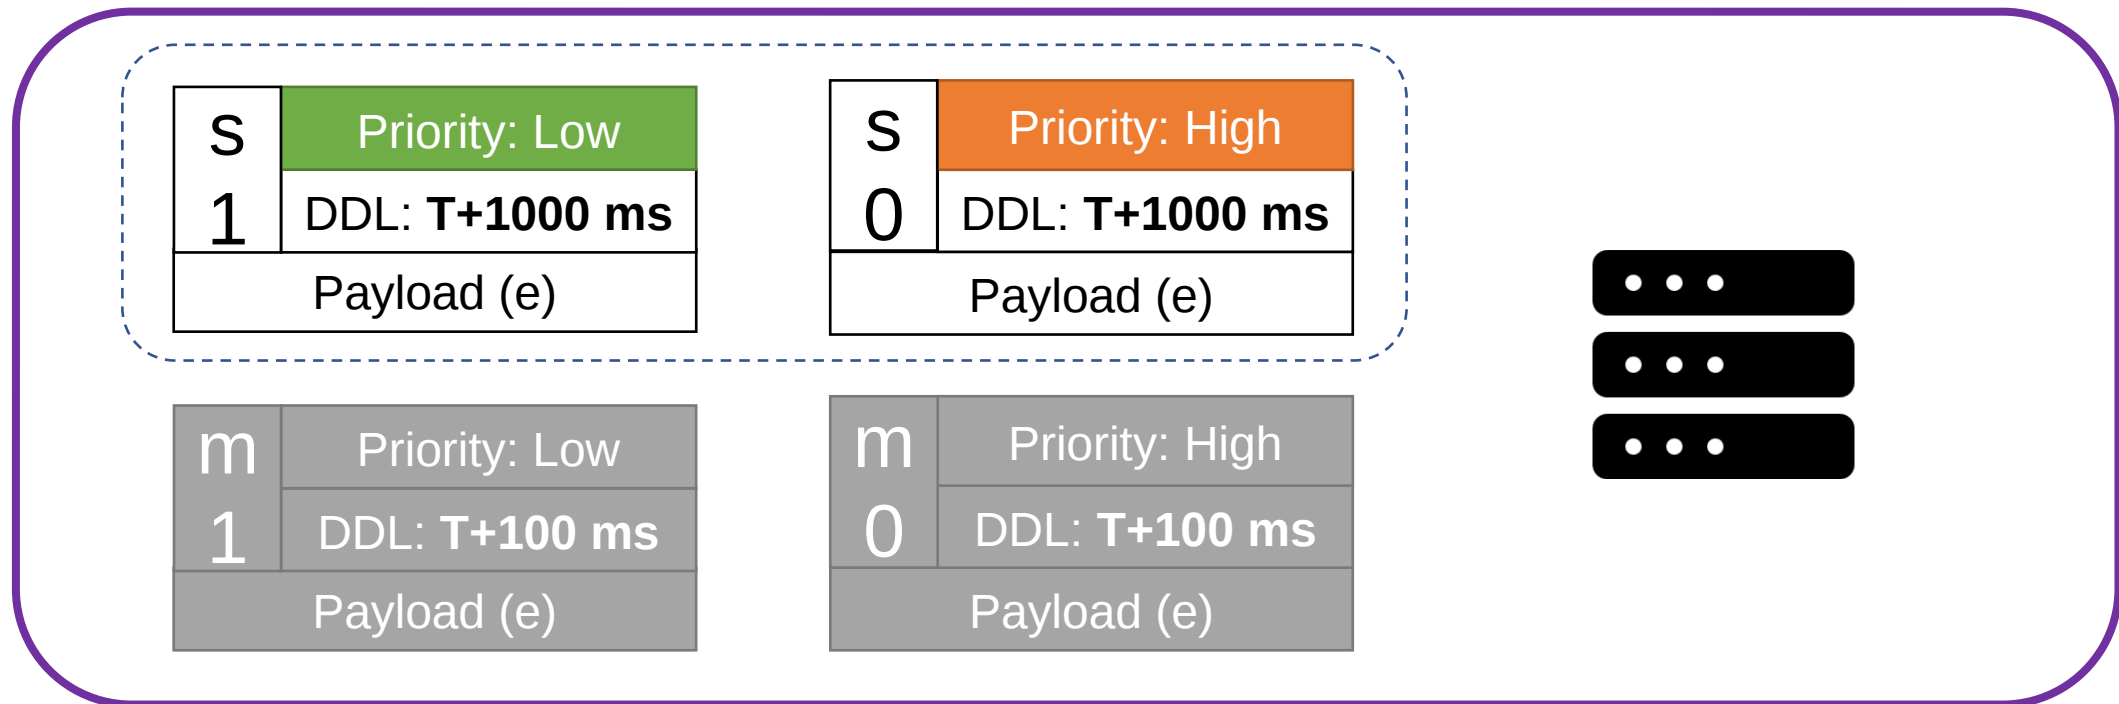 s
1
Priority: Low
DDL: T+1000 ms
Payload (e)
s
0
Priority: High
DDL: T+1000 ms
Payload (e)
m
1
Priority: Low
DDL: T+100 ms
Payload (e)
m
0
Priority: High
DDL: T+100 ms
Payload (e)